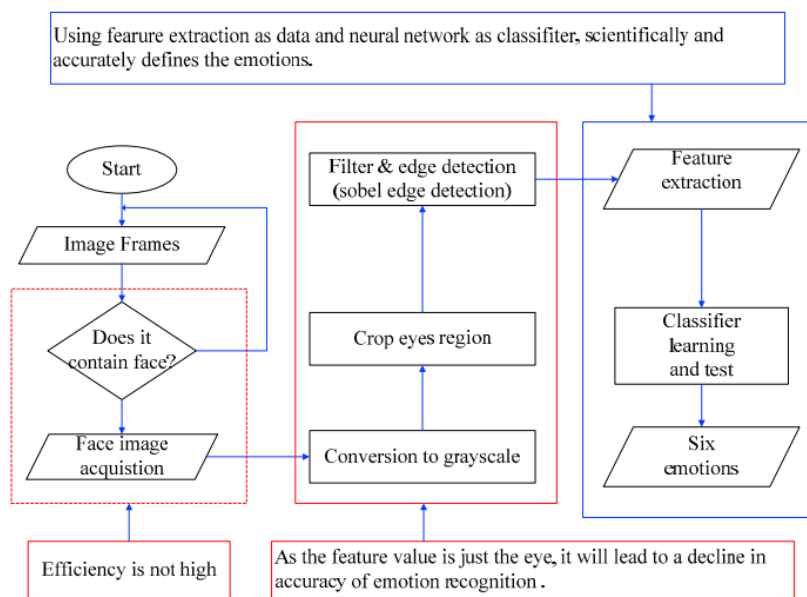 Using fearure extraction as data and neural network as classifiter, scientifically and
accurately defines the emotions.
Start
Image Frames
Does it
contain face?
Face image
acquistion
Efficiency is not high
Filter & edge detection
(sobel edge detection)
Crop eyes region
Conversion to grayscale
As the feature value is just the eye, it will lead to a decline in
accuracy of emotion recognition.
Feature
extraction
Classifier
learning
and test
Six
emotions